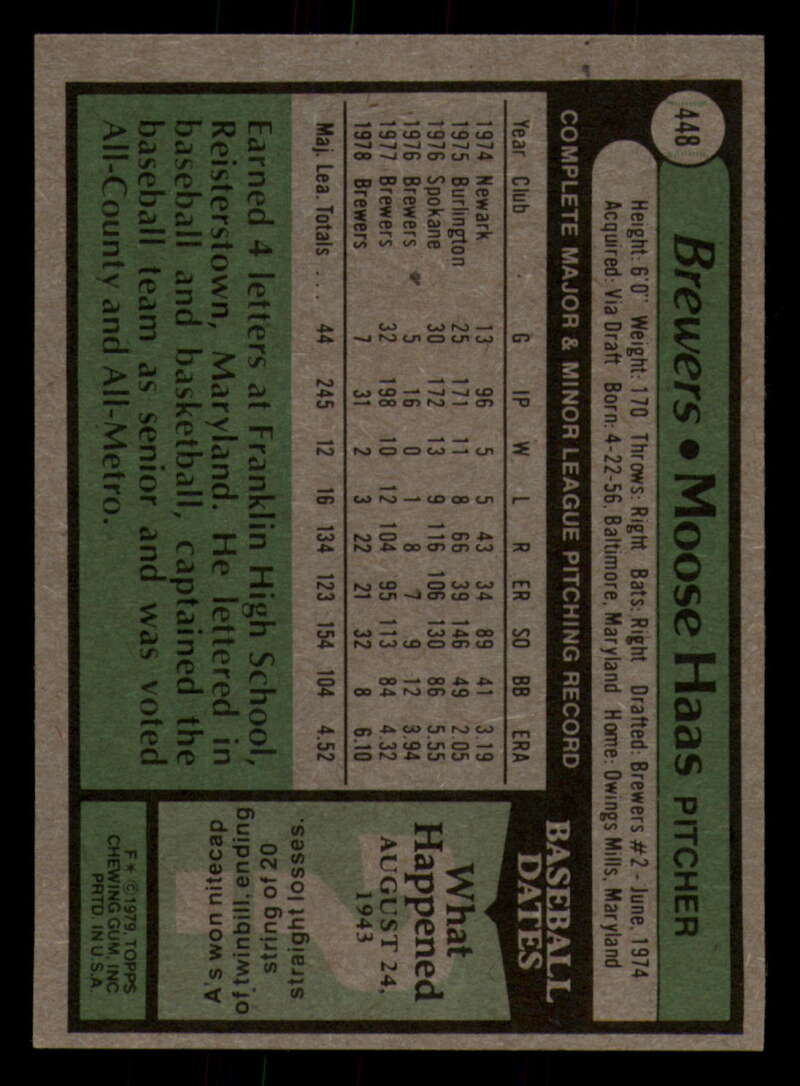 448
Brewers • Moose Haas PITCHER
Height: 6'0" Weight: 170 Throws: Right Bats: Right Drafted: Brewers #2 - June, 1974
Acquired: Via Draft Born: 4-22-56, Baltimore, Maryland Home: Owings Mills, Maryland
COMPLETE MAJOR & MINOR LEAGUE PITCHING RECORD
Year Club G IP W L R ER SO BB ERA
1974 Newark 13 96 5 5 43 34 89 41 3.19
1975 Burlington 25 171 11 8 66 39 146 49 2.05
1976 Spokane 30 172 13 9 116 106 130 86 5.55
1976 Brewers 5 16 0 1 8 7 9 12 3.94
1977 Brewers 32 198 10 12 104 95 113 84 4.32
1978 Brewers 7 31 2 3 22 21 32 8 6.10
Maj. Lea. Totals . . . 44 245 12 16 134 123 154 104 4.52
Earned 4 letters at Franklin High School,
Reisterstown, Maryland. He lettered in
baseball and basketball, captained the
baseball team as senior and was voted
All-County and All-Metro.
BASEBALL
DATES
What
Happened
AUGUST 24,
1943
A's won nitecap
of twinbill, ending
string of 20
straight losses.
F * © 1979 TOPPS
CHEWING GUM, INC
PRTD IN U.S.A.